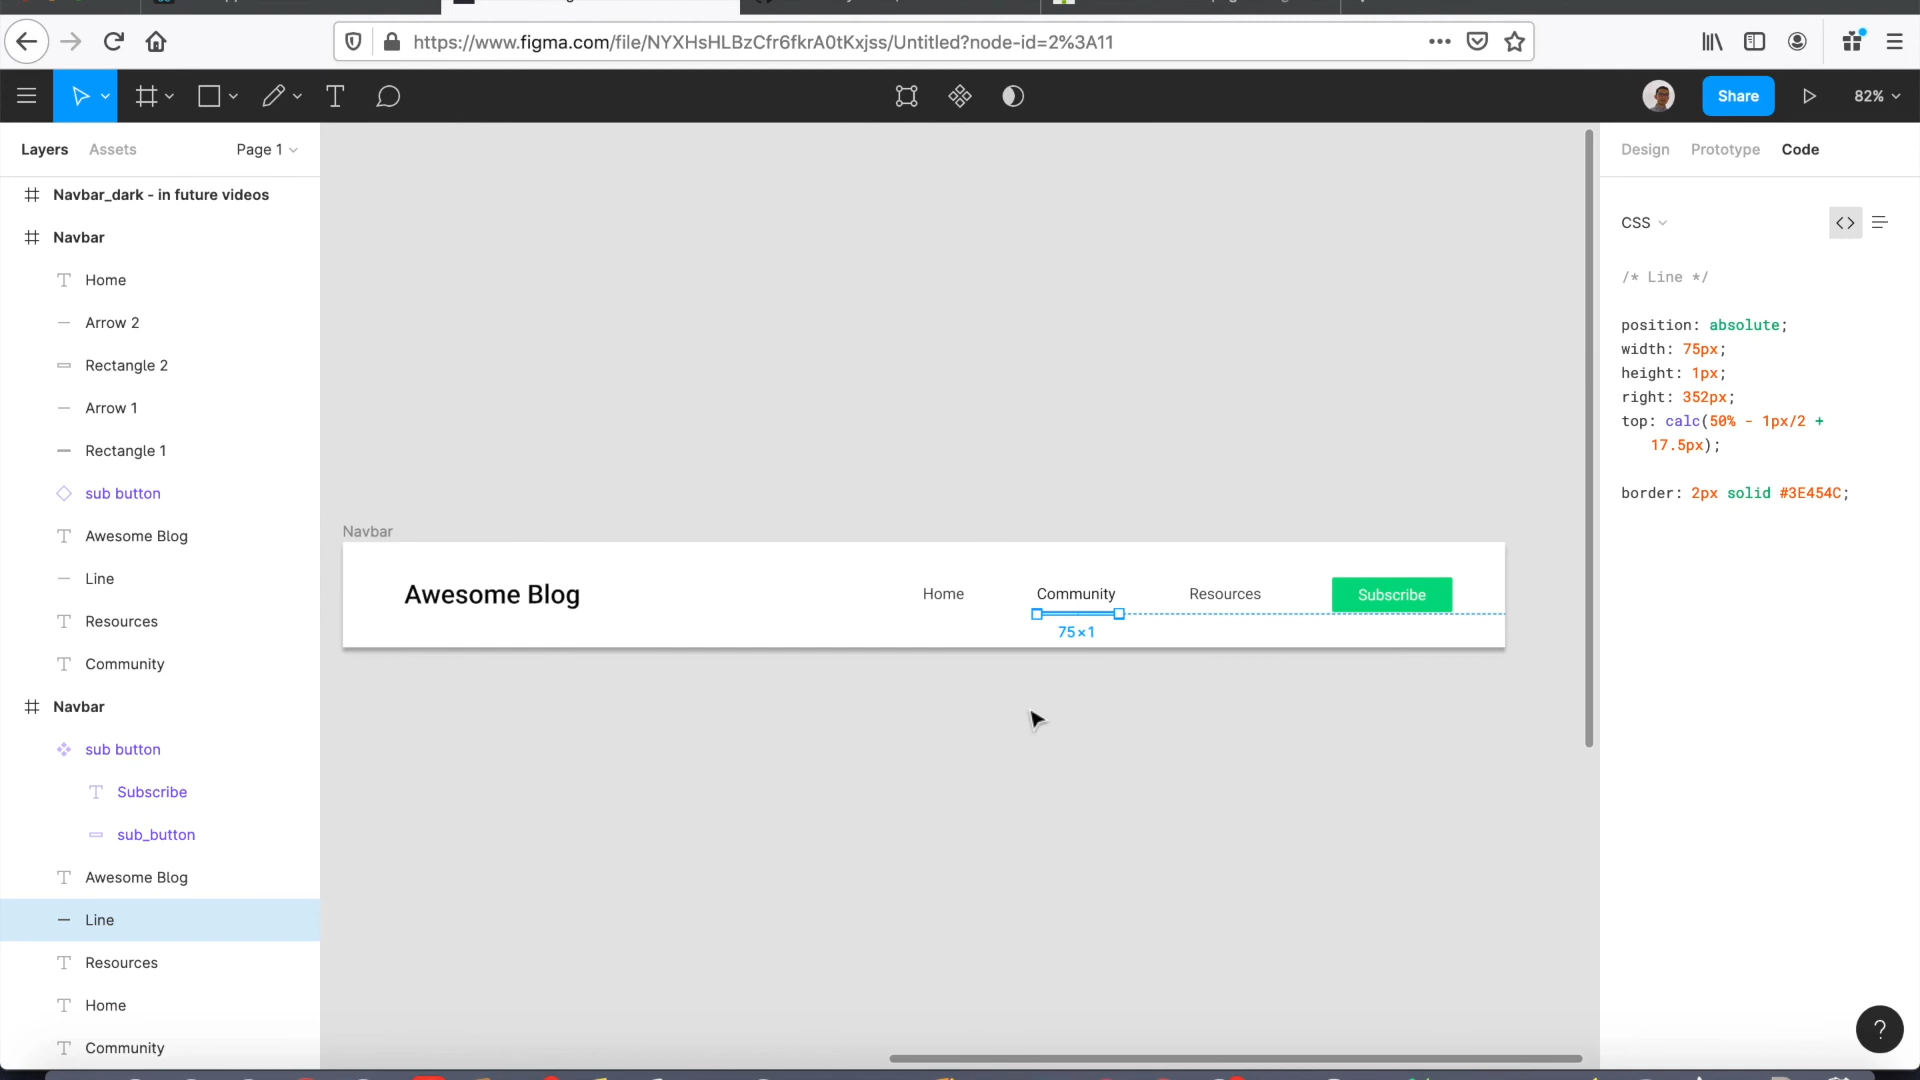 https://www.figma.com/file/NYXHsHLBzCfr6fkrA0tKxjss/Untitled?node-id=2%3A11
Share
82%
Layers
Assets
Page 1
Design
Prototype
Code
Navbar_dark - in future videos
Navbar
Home
Arrow 2
Rectangle 2
Arrow 1
Rectangle 1
sub button
Awesome Blog
Line
Resources
Community
Navbar
sub button
Subscribe
sub_button
Awesome Blog
Line
Resources
Home
Community
Navbar
Awesome Blog
Home
Community
Resources
Subscribe
75×1
CSS
/* Line */
position: absolute;
width: 75px;
height: 1px;
right: 352px;
top: calc(50% - 1px/2 +
17.5px);
border: 2px solid #3E454C;
?